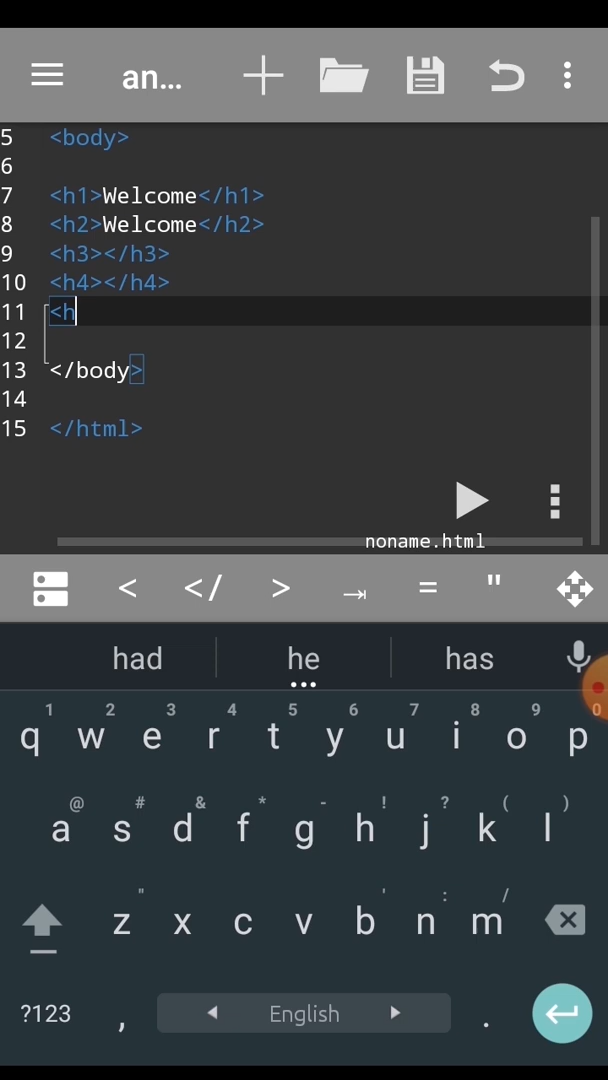 an...
5 <body>
6
7 <h1>Welcome</h1>
8 <h2>Welcome</h2>
9 <h3></h3>
10 <h4></h4>
11 <h
12
13 </body>
14
15 </html>
noname.html
< </ > ⇥ = "
had he has
1 2 3 4 5 6 7 8 9 0
q w e r t y u i o p
@ # & * - ! ? ( )
a s d f g h j k l
" ' : /
z x c v b n m
?123 , English .